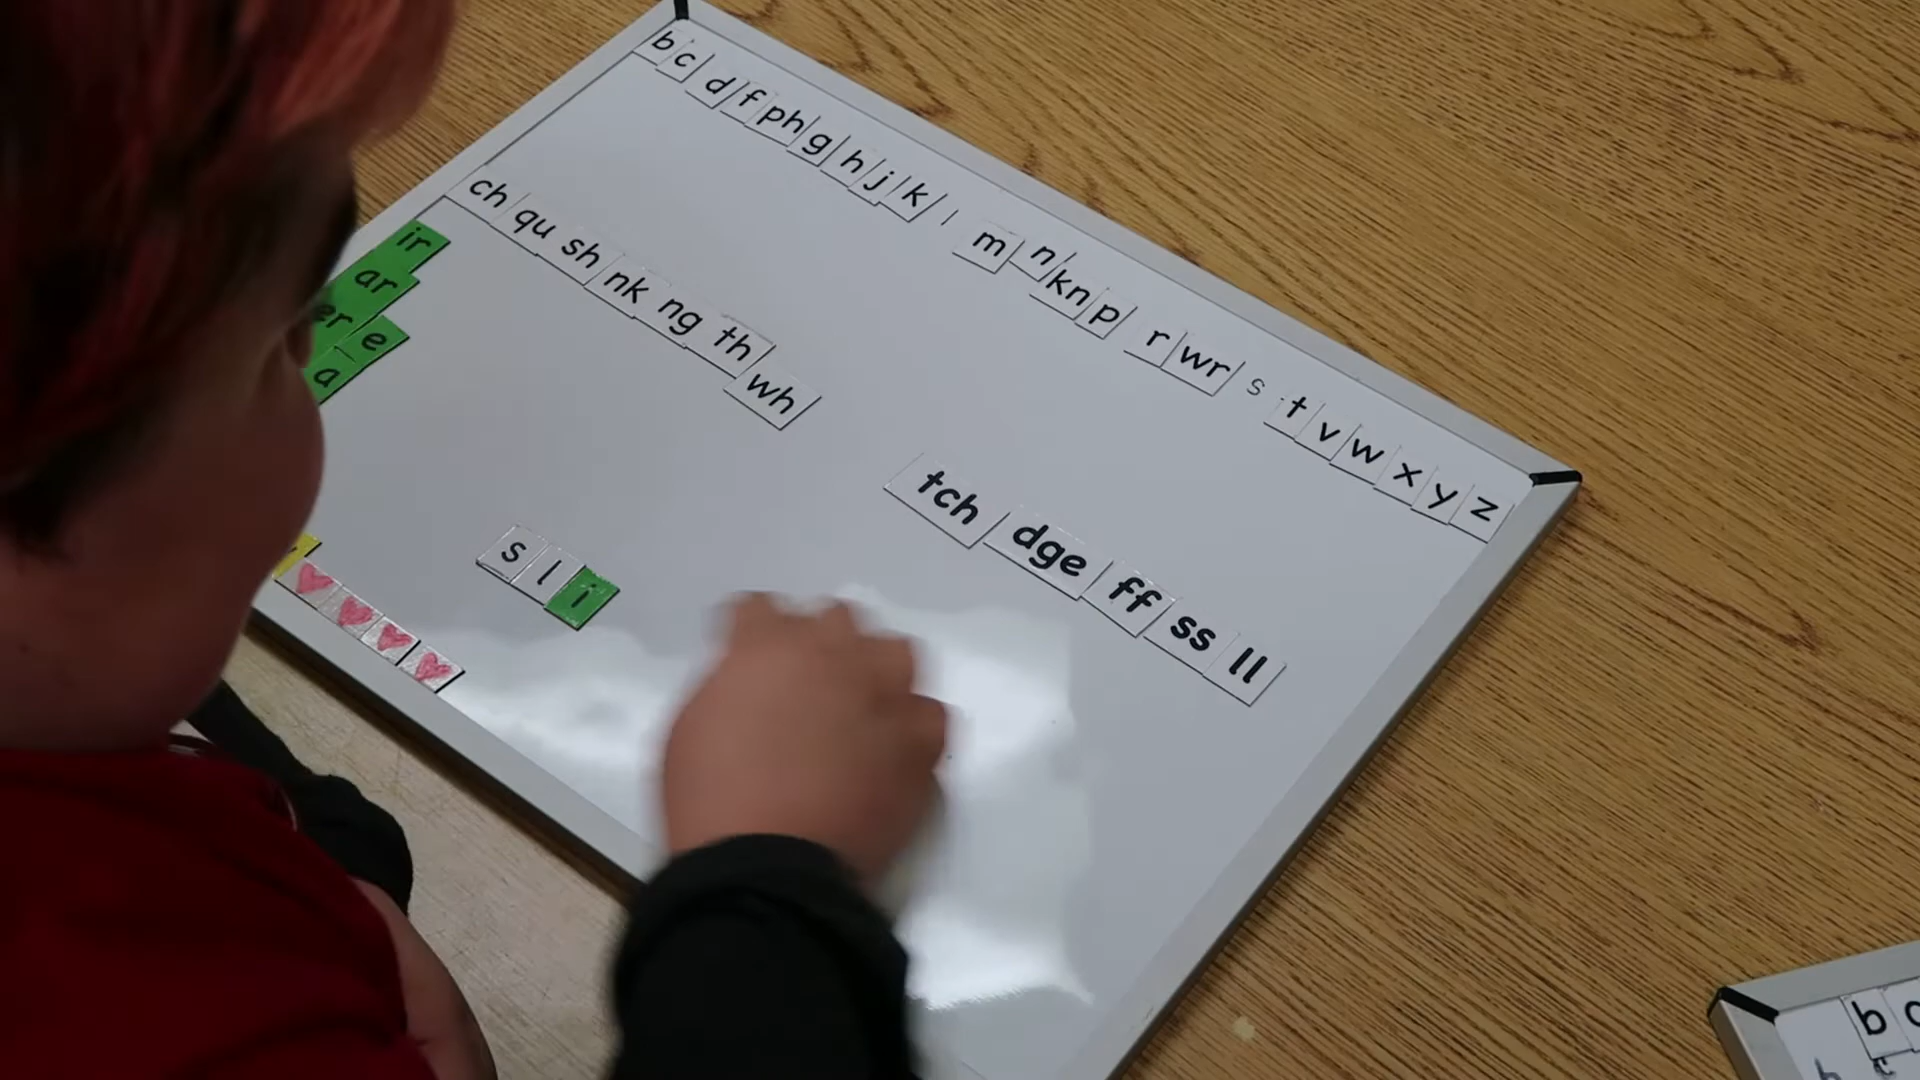 b c d f ph g h j k l m n kn p r wr s t v w x y z
ch qu sh nk ng th wh
ir
ar
er e
a
tch dge ff ss ll
s l i
b